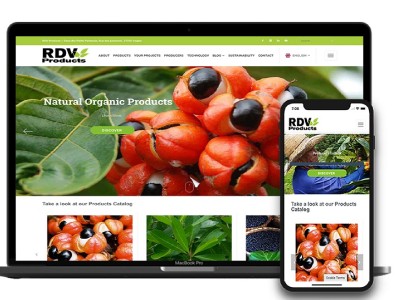 RDV
Products
ABOUT PRODUCTS YOUR PROJECTS PRODUCERS TECHNOLOGY BLOG SUSTAINABILITY CONTACT ENGLISH
Natural Organic Products
DISCOVER
Take a look at our Products Catalog
MacBook Pro
RDV
Products
DISCOVER
Take a look at our Products
Catalog